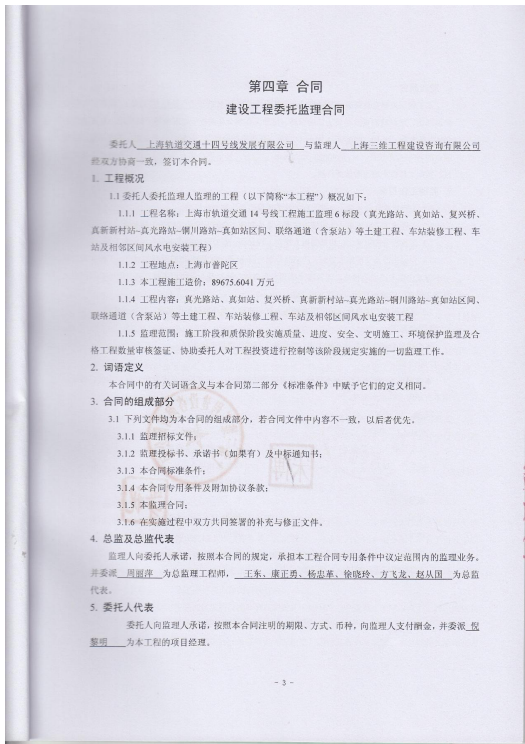 第四章 合同
建设工程委托监理合同
委托人 上海轨道交通十四号线发展有限公司 与监理人 上海三维工程建设咨询有限公司
经双方协商一致，签订本合同。
1. 工程概况
1.1 委托人委托监理人监理的工程（以下简称“本工程”）概况如下：
1.1.1 工程名称：上海市轨道交通 14 号线工程施工监理 6 标段（真光路站、真如站、复兴桥、
真新新村站~真光路站~铜川路站~真如站区间、联络通道（含泵站）等土建工程、车站装修工程、车
站及相邻区间风水电安装工程）
1.1.2 工程地点：上海市普陀区
1.1.3 本工程施工造价：89675.6041 万元
1.1.4 工程内容：真光路站、真如站、复兴桥、真新新村站~真光路站~铜川路站~真如站区间、
联络通道（含泵站）等土建工程、车站装修工程、车站及相邻区间风水电安装工程
1.1.5 监理范围：施工阶段和质保阶段实施质量、进度、安全、文明施工、环境保护监理及合
格工程数量审核签证、协助委托人对工程投资进行控制等该阶段规定实施的一切监理工作。
2. 词语定义
本合同中的有关词语含义与本合同第二部分《标准条件》中赋予它们的定义相同。
3. 合同的组成部分
3.1 下列文件均为本合同的组成部分，若合同文件中内容不一致，以后者优先。
3.1.1 监理招标文件；
3.1.2 监理投标书、承诺书（如果有）及中标通知书；
3.1.3 本合同标准条件；
3.1.4 本合同专用条件及附加协议条款；
3.1.5 本监理合同；
3.1.6 在实施过程中双方共同签署的补充与修正文件。
4. 总监及总监代表
监理人向委托人承诺，按照本合同的规定，承担本工程合同专用条件中议定范围内的监理业务。
并委派 周丽萍 为总监理工程师， 王东、康正勇、杨忠革、徐晓玲、方飞龙、赵从国 为总监
代表。
5. 委托人代表
委托人向监理人承诺，按照本合同注明的期限、方式、币种，向监理人支付酬金，并委派 倪
黎明 为本工程的项目经理。
- 3 -